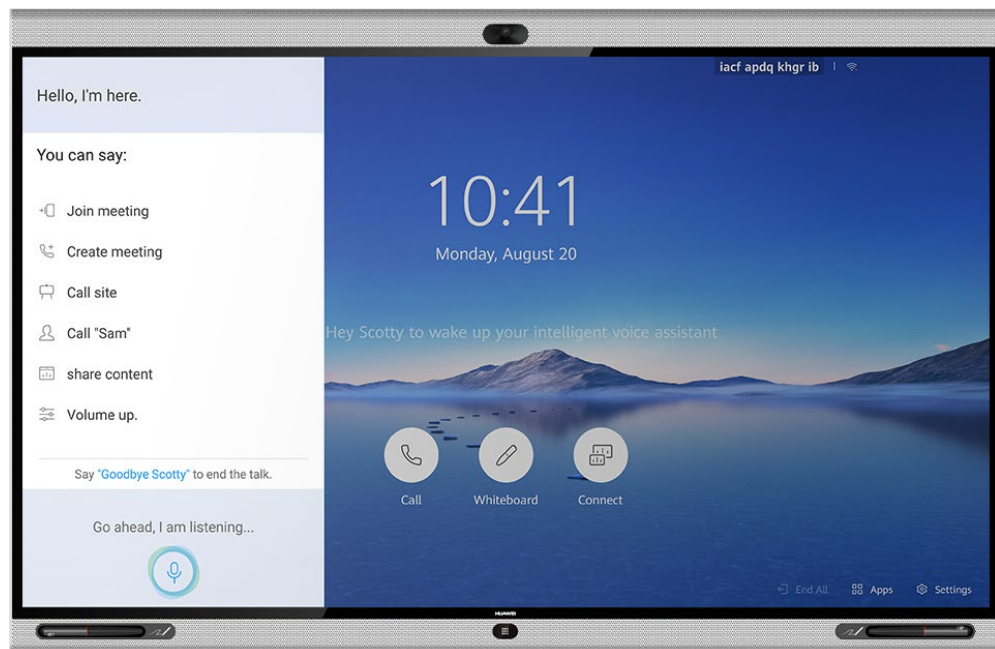 Hello, I'm here.
You can say:
Join meeting
Create meeting
Call site
Call "Sam"
share content
Volume up.
Say "Goodbye Scotty" to end the talk.
Go ahead, I am listening...
iacf apdq khgr ib
10:41
Monday, August 20
Hey Scotty to wake up your intelligent voice assistant
Call Whiteboard Connect
End All Apps Settings
HUAWEI